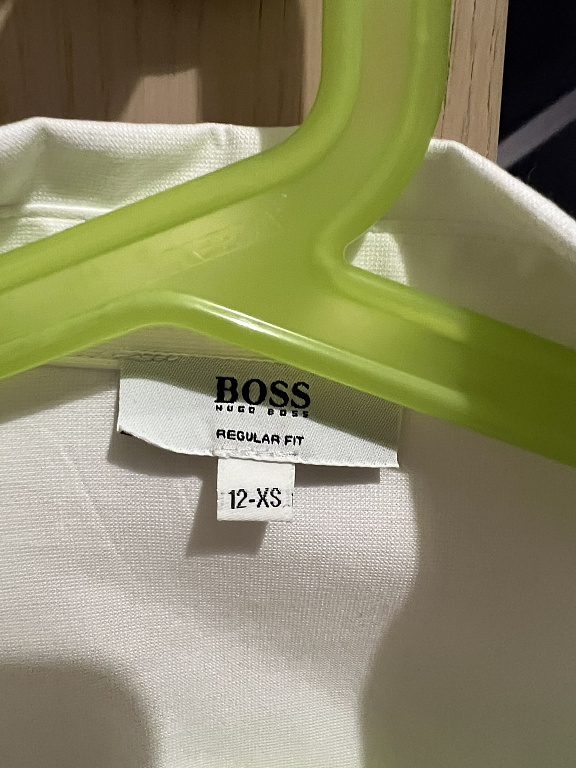 BOSS
HUGO BOSS
REGULAR FIT
12-XS